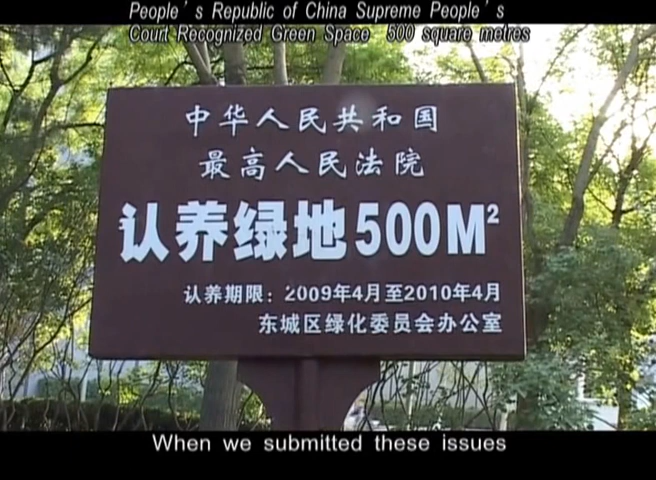 People's Republic of China Supreme People's
Court Recognized Green Space 500 square metres
中华人民共和国
最高人民法院
认养绿地500M²
认养期限：2009年4月至2010年4月
东城区绿化委员会办公室
When we submitted these issues